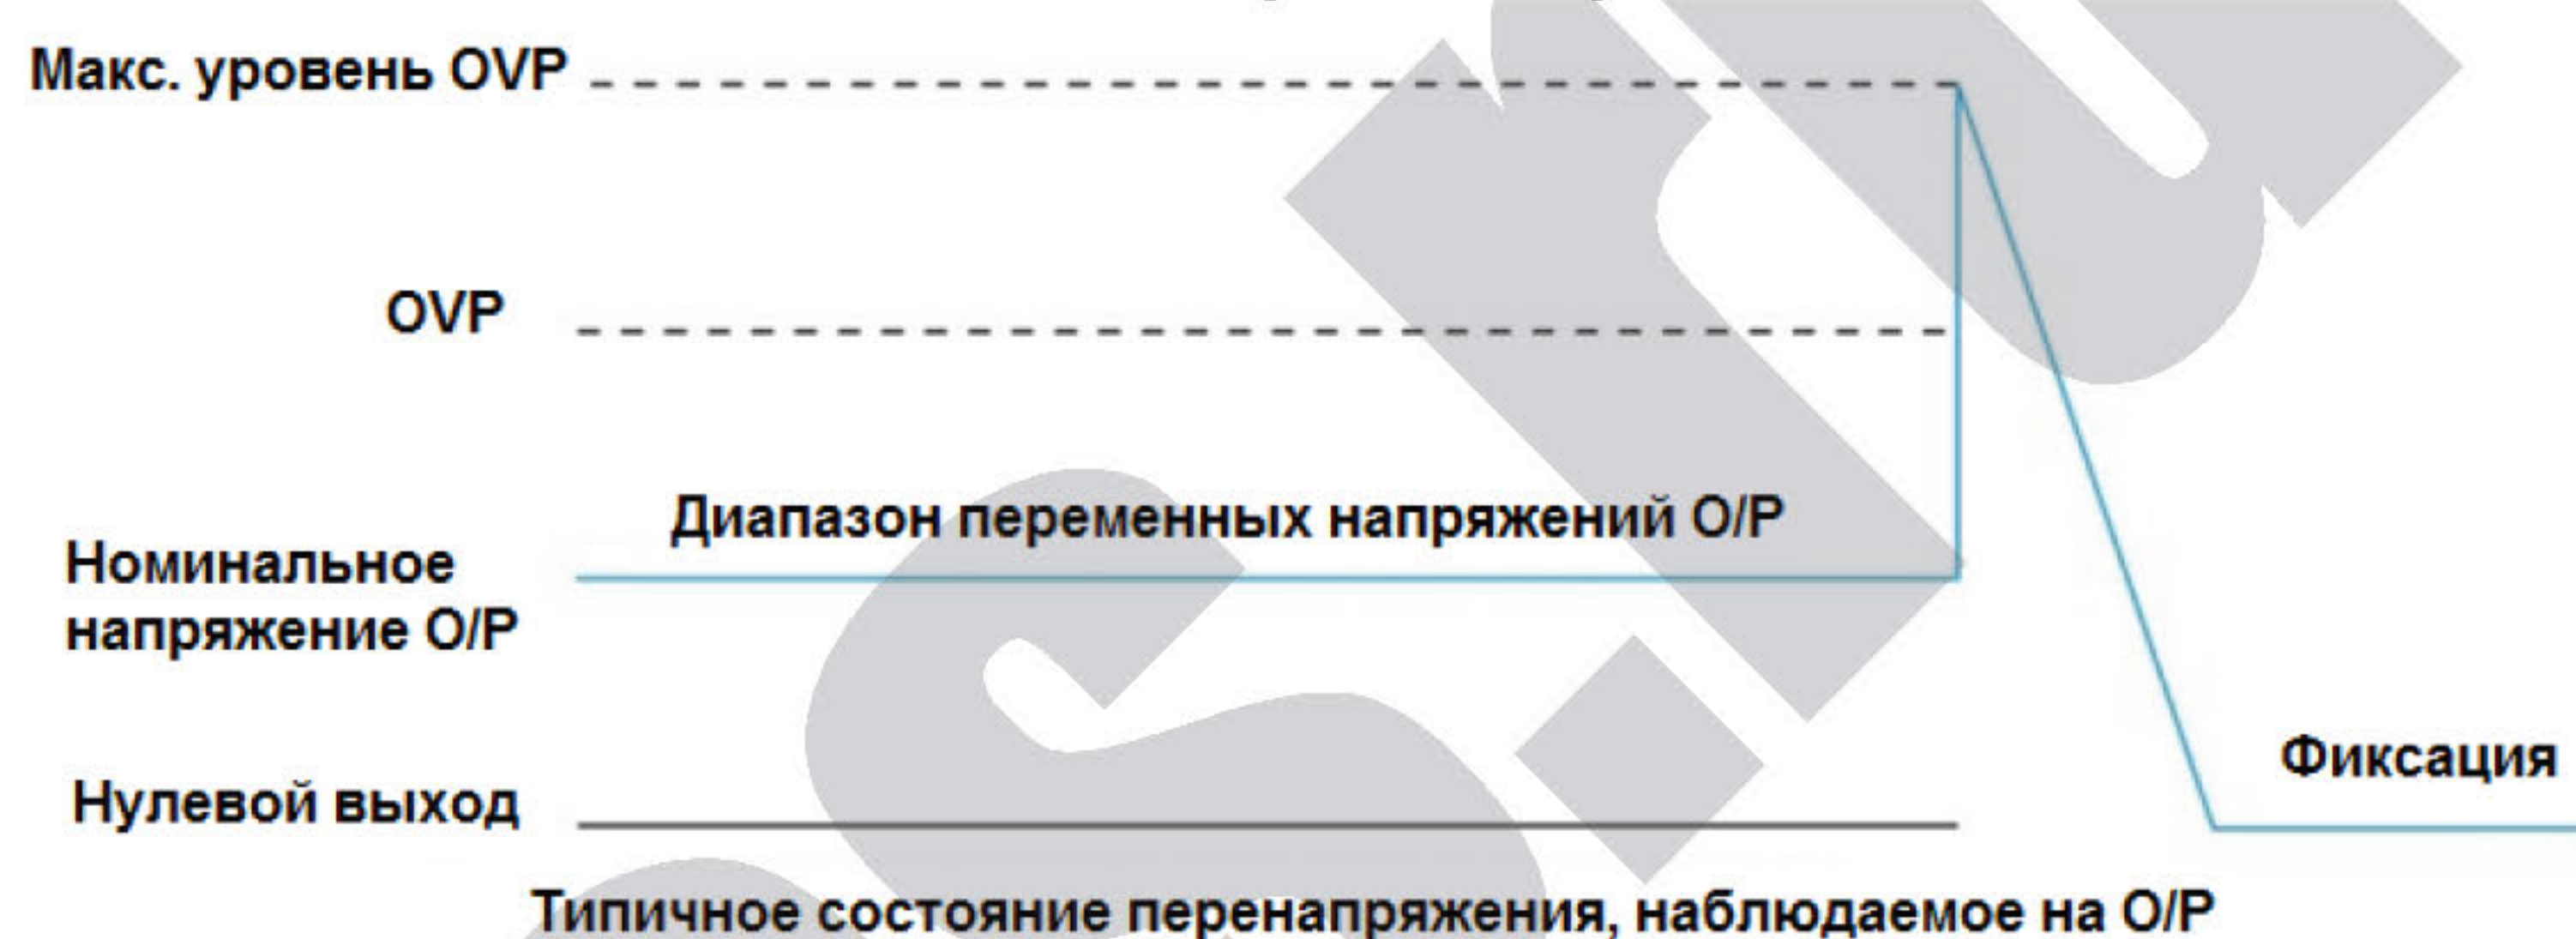 Макс. уровень OVP
OVP
Диапазон переменных напряжений O/P
Номинальное
напряжение O/P
Фиксация
Нулевой выход
Типичное состояние перенапряжения, наблюдаемое на O/P